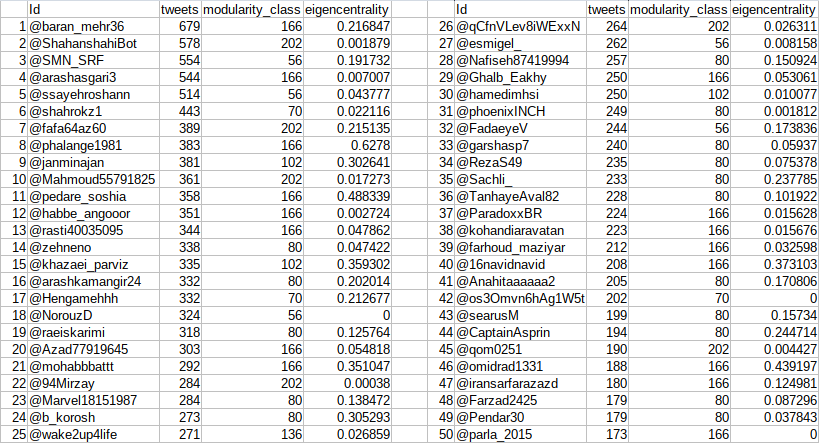 Id tweets modularity_class eigencentrality
1 @baran_mehr36 679 166 0.216847
2 @ShahanshahiBot 578 202 0.001879
3 @SMN_SRF 554 56 0.191732
4 @arashasgari3 544 166 0.007007
5 @ssayehroshann 514 56 0.043777
6 @shahrokz1 443 70 0.022116
7 @fafa64az60 389 202 0.215135
8 @phalange1981 383 166 0.6278
9 @janminajan 381 102 0.302641
10 @Mahmoud55791825 361 202 0.017273
11 @pedare_soshia 358 166 0.488339
12 @habbe_angooor 351 166 0.002724
13 @rasti40035095 344 166 0.047862
14 @zehneno 338 80 0.047422
15 @khazaei_parviz 335 102 0.359302
16 @arashkamangir24 332 80 0.202014
17 @Hengamehhh 332 70 0.212677
18 @NorouzD 324 56 0
19 @raeiskarimi 318 80 0.125764
20 @Azad77919645 303 166 0.054818
21 @mohabbbattt 292 166 0.351047
22 @94Mirzay 284 202 0.00038
23 @Marvel18151987 284 80 0.138472
24 @b_korosh 273 80 0.305293
25 @wake2up4life 271 136 0.026859
Id tweets modularity_class eigencentrality
26 @qCfnVLev8iWExxN 264 202 0.026311
27 @esmigel_ 262 56 0.008158
28 @Nafiseh87419994 257 80 0.150924
29 @Ghalb_Eakhy 250 166 0.053061
30 @hamedimhsi 250 102 0.010077
31 @phoenixINCH 249 80 0.001812
32 @FadaeyeV 244 56 0.173836
33 @garshasp7 240 80 0.05937
34 @RezaS49 235 80 0.075378
35 @Sachli_ 233 80 0.237785
36 @TanhayeAval82 228 80 0.101922
37 @ParadoxxBR 224 166 0.015628
38 @kohandiaravatan 223 166 0.015676
39 @farhoud_maziyar 212 166 0.032598
40 @16navidnavid 208 166 0.373103
41 @Anahitaaaaaa2 205 80 0.170806
42 @os3Omvn6hAg1W5t 202 70 0
43 @searusM 199 80 0.15734
44 @CaptainAsprin 194 80 0.244714
45 @qom0251 190 202 0.004427
46 @omidrad1331 188 166 0.439197
47 @iransarfarazazd 180 166 0.124981
48 @Farzad2425 179 80 0.087296
49 @Pendar30 179 80 0.037843
50 @parla_2015 173 166 0